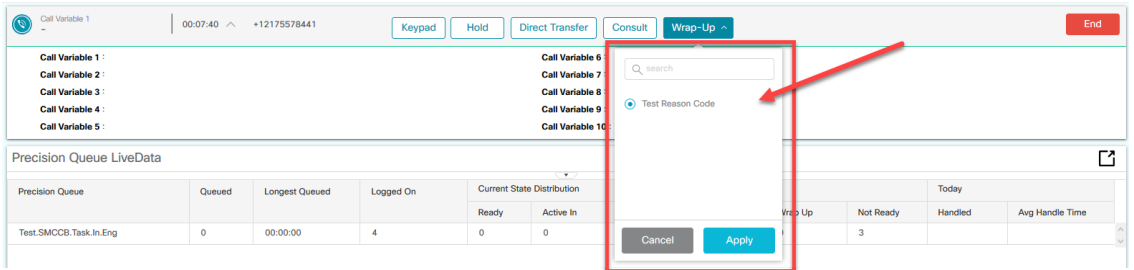 Call Variable 1
-
00:07:40
+12175578441
Keypad
Hold
Direct Transfer
Consult
Wrap-Up
End
Call Variable 1 :
Call Variable 2 :
Call Variable 3 :
Call Variable 4 :
Call Variable 5 :
Call Variable 6 :
Call Variable 7 :
Call Variable 8 :
Call Variable 9 :
Call Variable 10 :
search
Test Reason Code
Cancel
Apply
Precision Queue LiveData
Precision Queue Queued Longest Queued Logged On Current State Distribution Today
Ready Active In Wrap Up Not Ready Handled Avg Handle Time
Test.SMCCB.Task.In.Eng 0 00:00:00 4 0 0 3